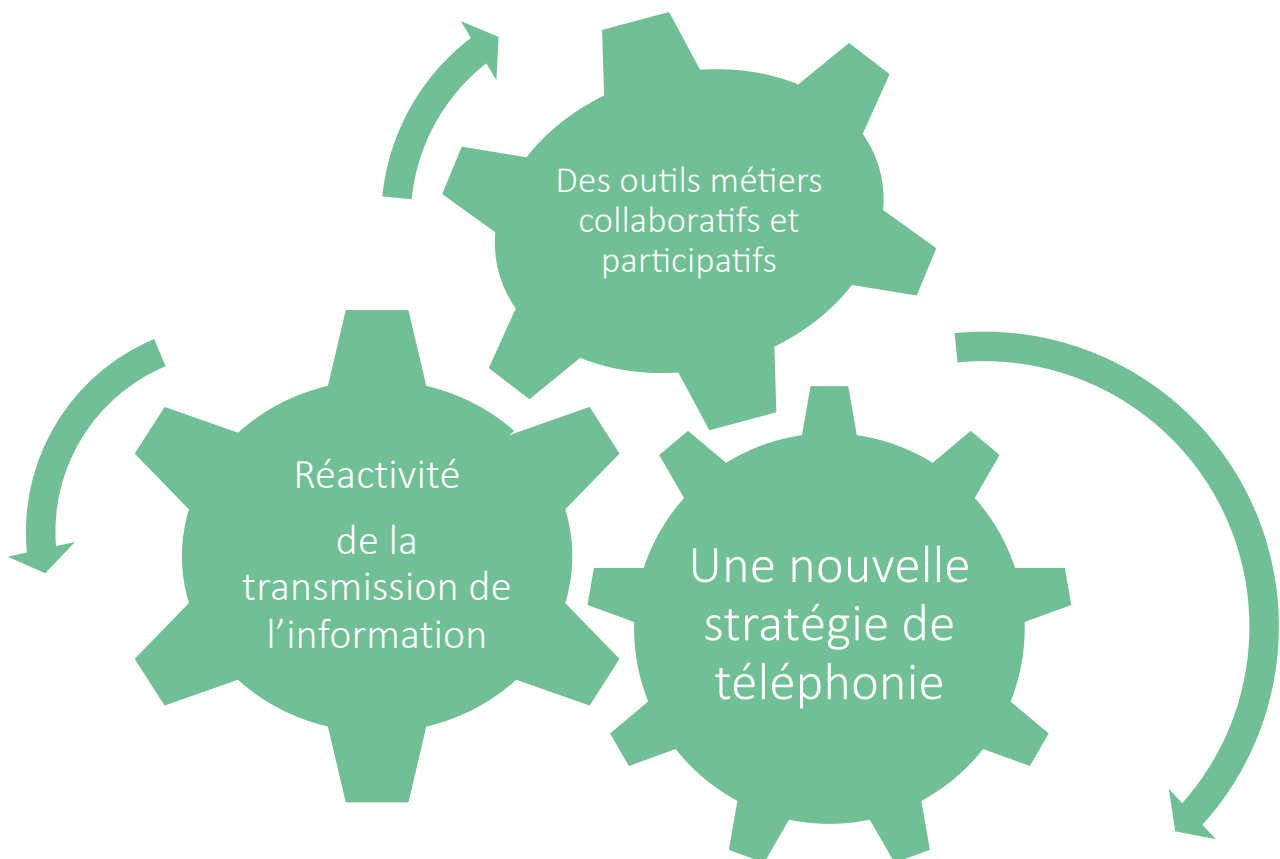 Des outils métiers
collaboratifs et
participatifs
Réactivité
de la
transmission de
l’information
Une nouvelle
stratégie de
téléphonie